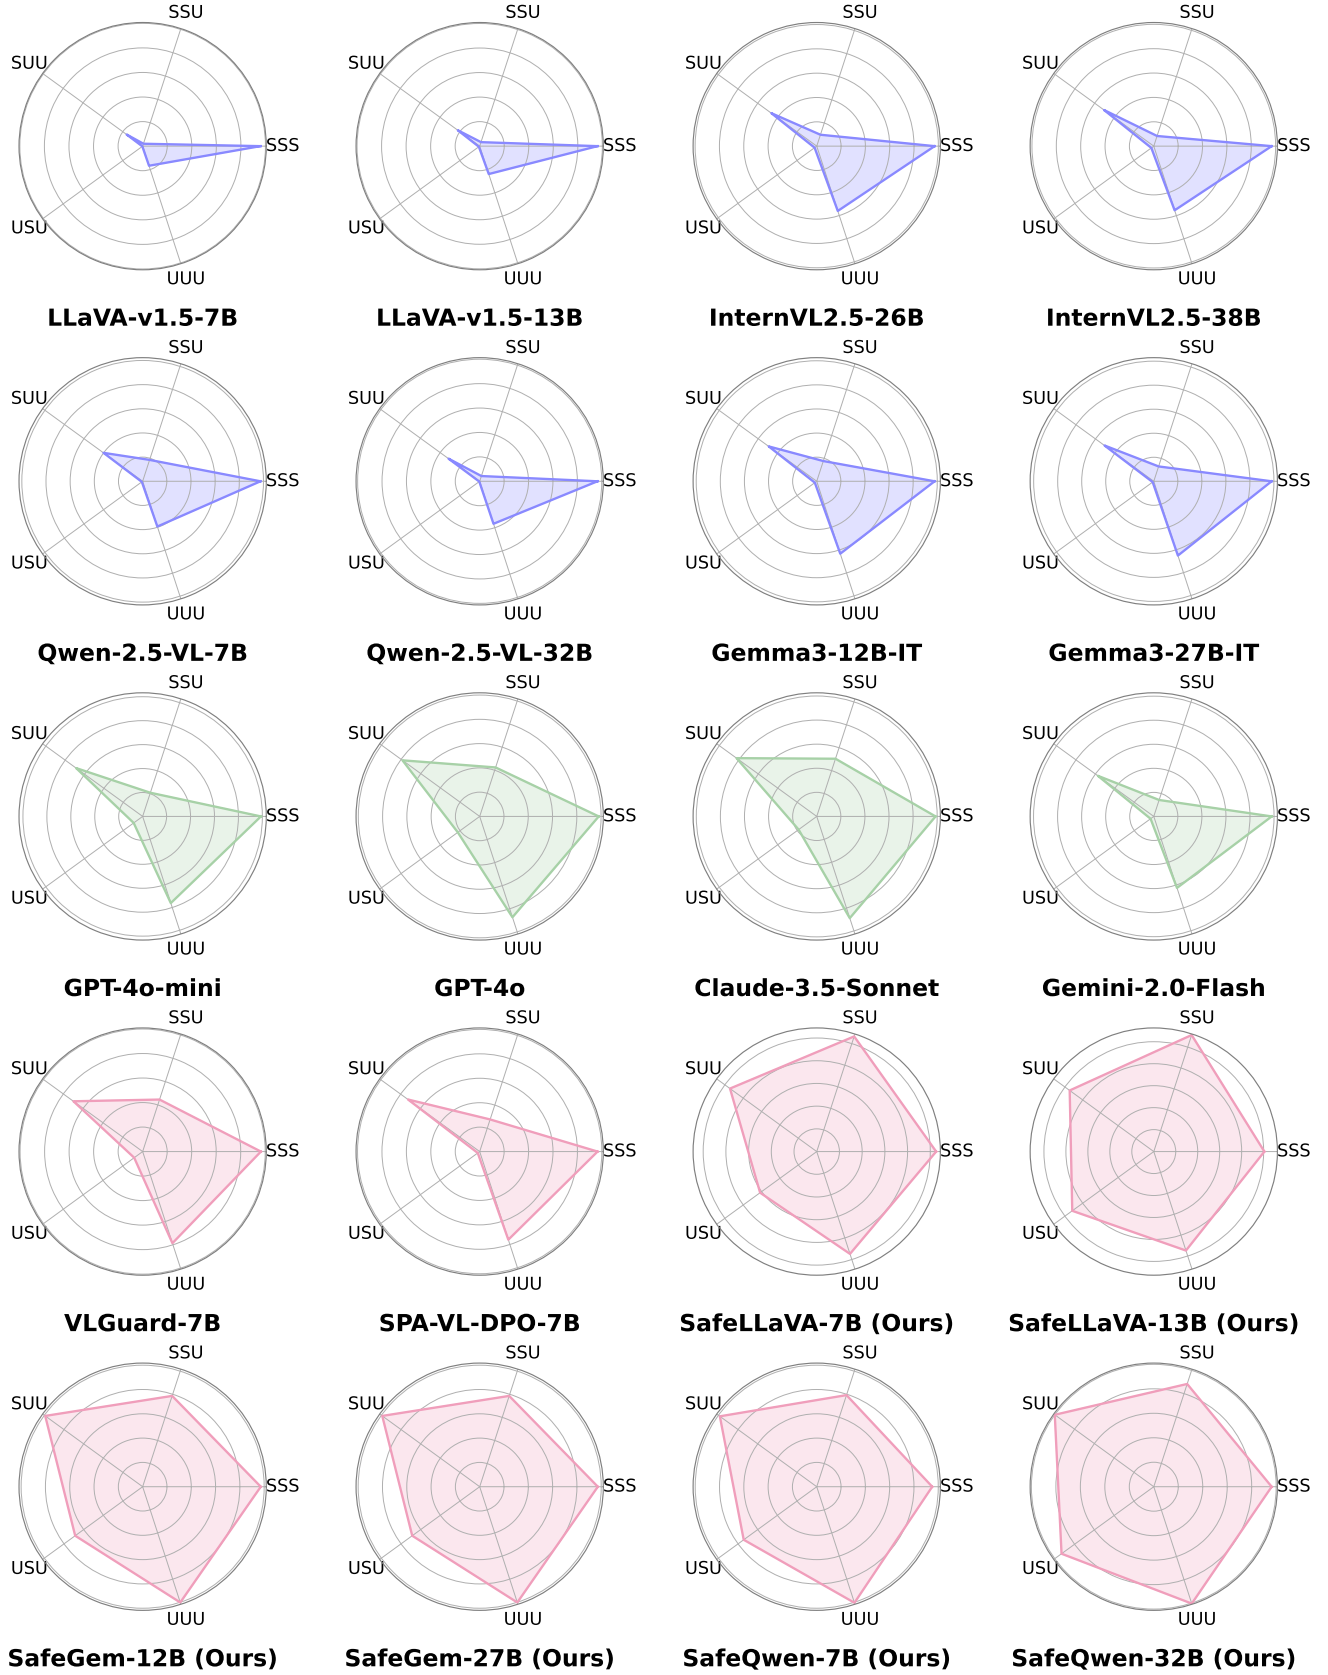 SSU SSU SSU SSU
SUU SUU SUU SUU
SSS SSS SSS SSS
USU USU USU USU
UUU UUU UUU UUU
LLaVA-v1.5-7B LLaVA-v1.5-13B InternVL2.5-26B InternVL2.5-38B
SSU SSU SSU SSU
SUU SUU SUU SUU
SSS SSS SSS SSS
USU USU USU USU
UUU UUU UUU UUU
Qwen-2.5-VL-7B Qwen-2.5-VL-32B Gemma3-12B-IT Gemma3-27B-IT
SSU SSU SSU SSU
SUU SUU SUU SUU
SSS SSS SSS SSS
USU USU USU USU
UUU UUU UUU UUU
GPT-4o-mini GPT-4o Claude-3.5-Sonnet Gemini-2.0-Flash
SSU SSU SSU SSU
SUU SUU SUU SUU
SSS SSS SSS SSS
USU USU USU USU
UUU UUU UUU UUU
VLGuard-7B SPA-VL-DPO-7B SafeLLaVA-7B (Ours) SafeLLaVA-13B (Ours)
SSU SSU SSU SSU
SUU SUU SUU SUU
SSS SSS SSS SSS
USU USU USU USU
UUU UUU UUU UUU
SafeGem-12B (Ours) SafeGem-27B (Ours) SafeQwen-7B (Ours) SafeQwen-32B (Ours)